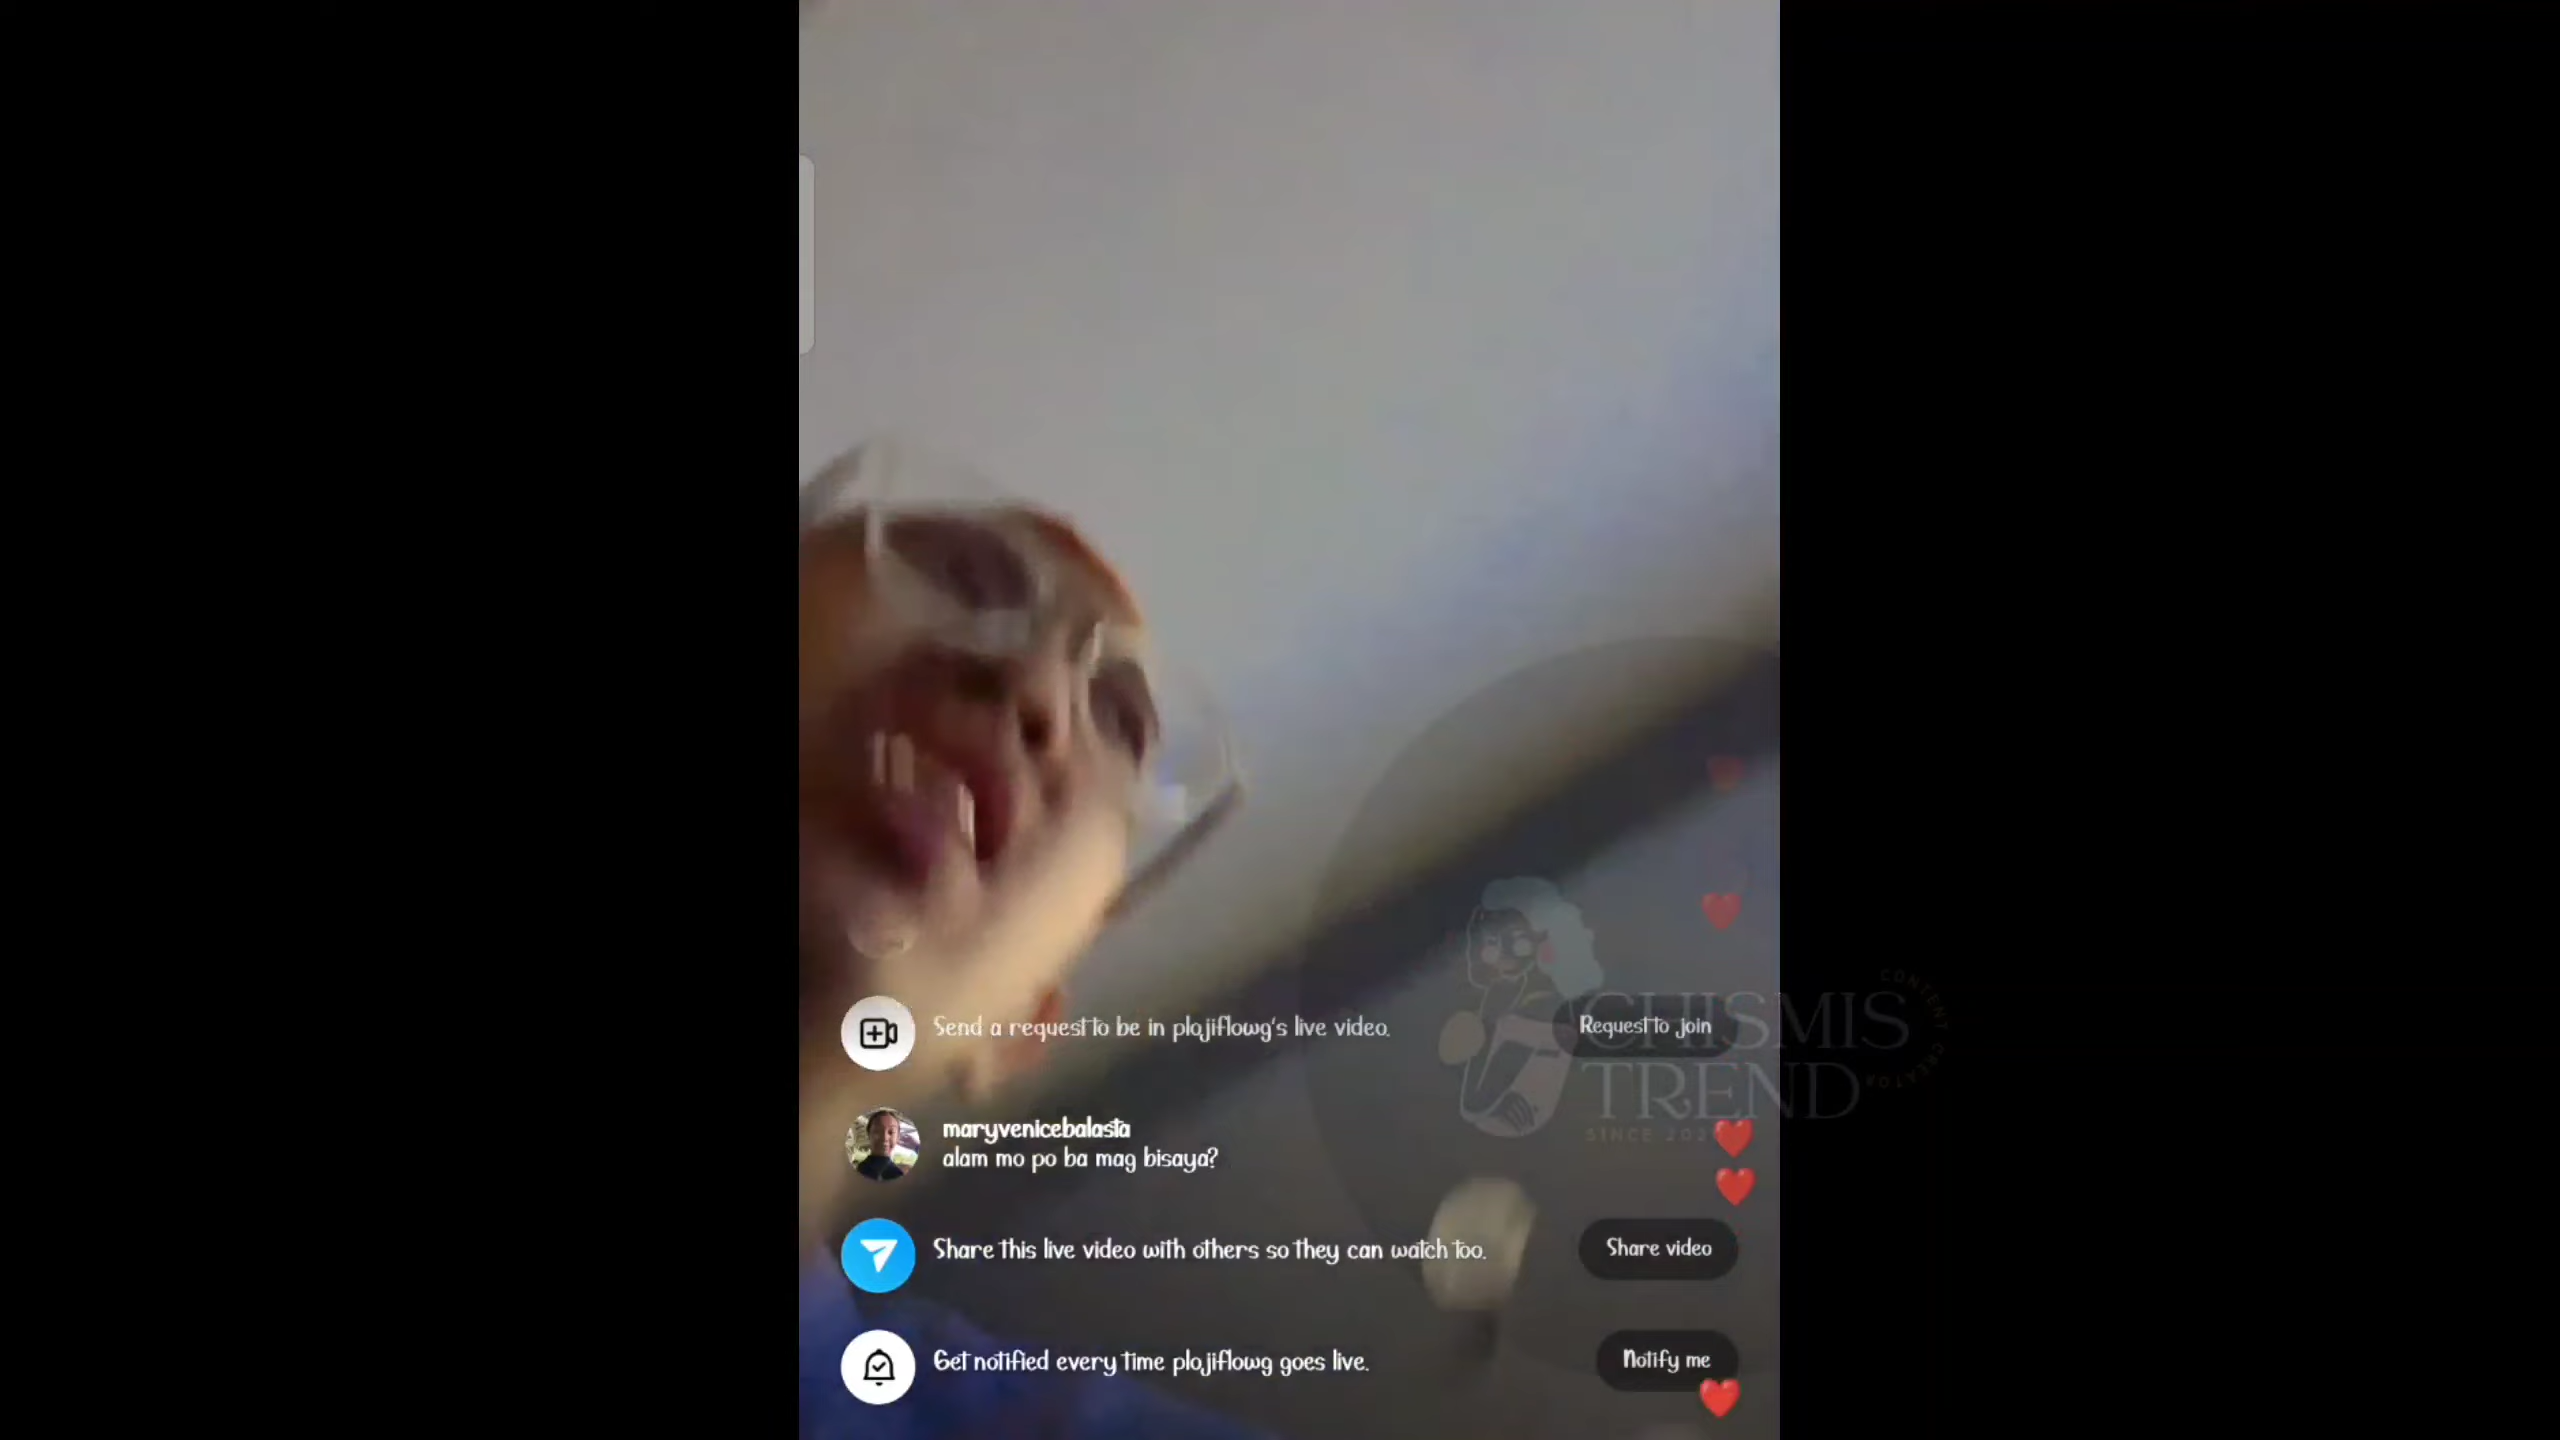 Send a request to be in plojiflowg's live video.
Request to join
maryvenicebalasta
alam mo po ba mag bisaya?
Share this live video with others so they can watch too.
Share video
Get notified every time plojiflowg goes live.
Notify me
CHISMIS
TREND
CONTENT CREATOR